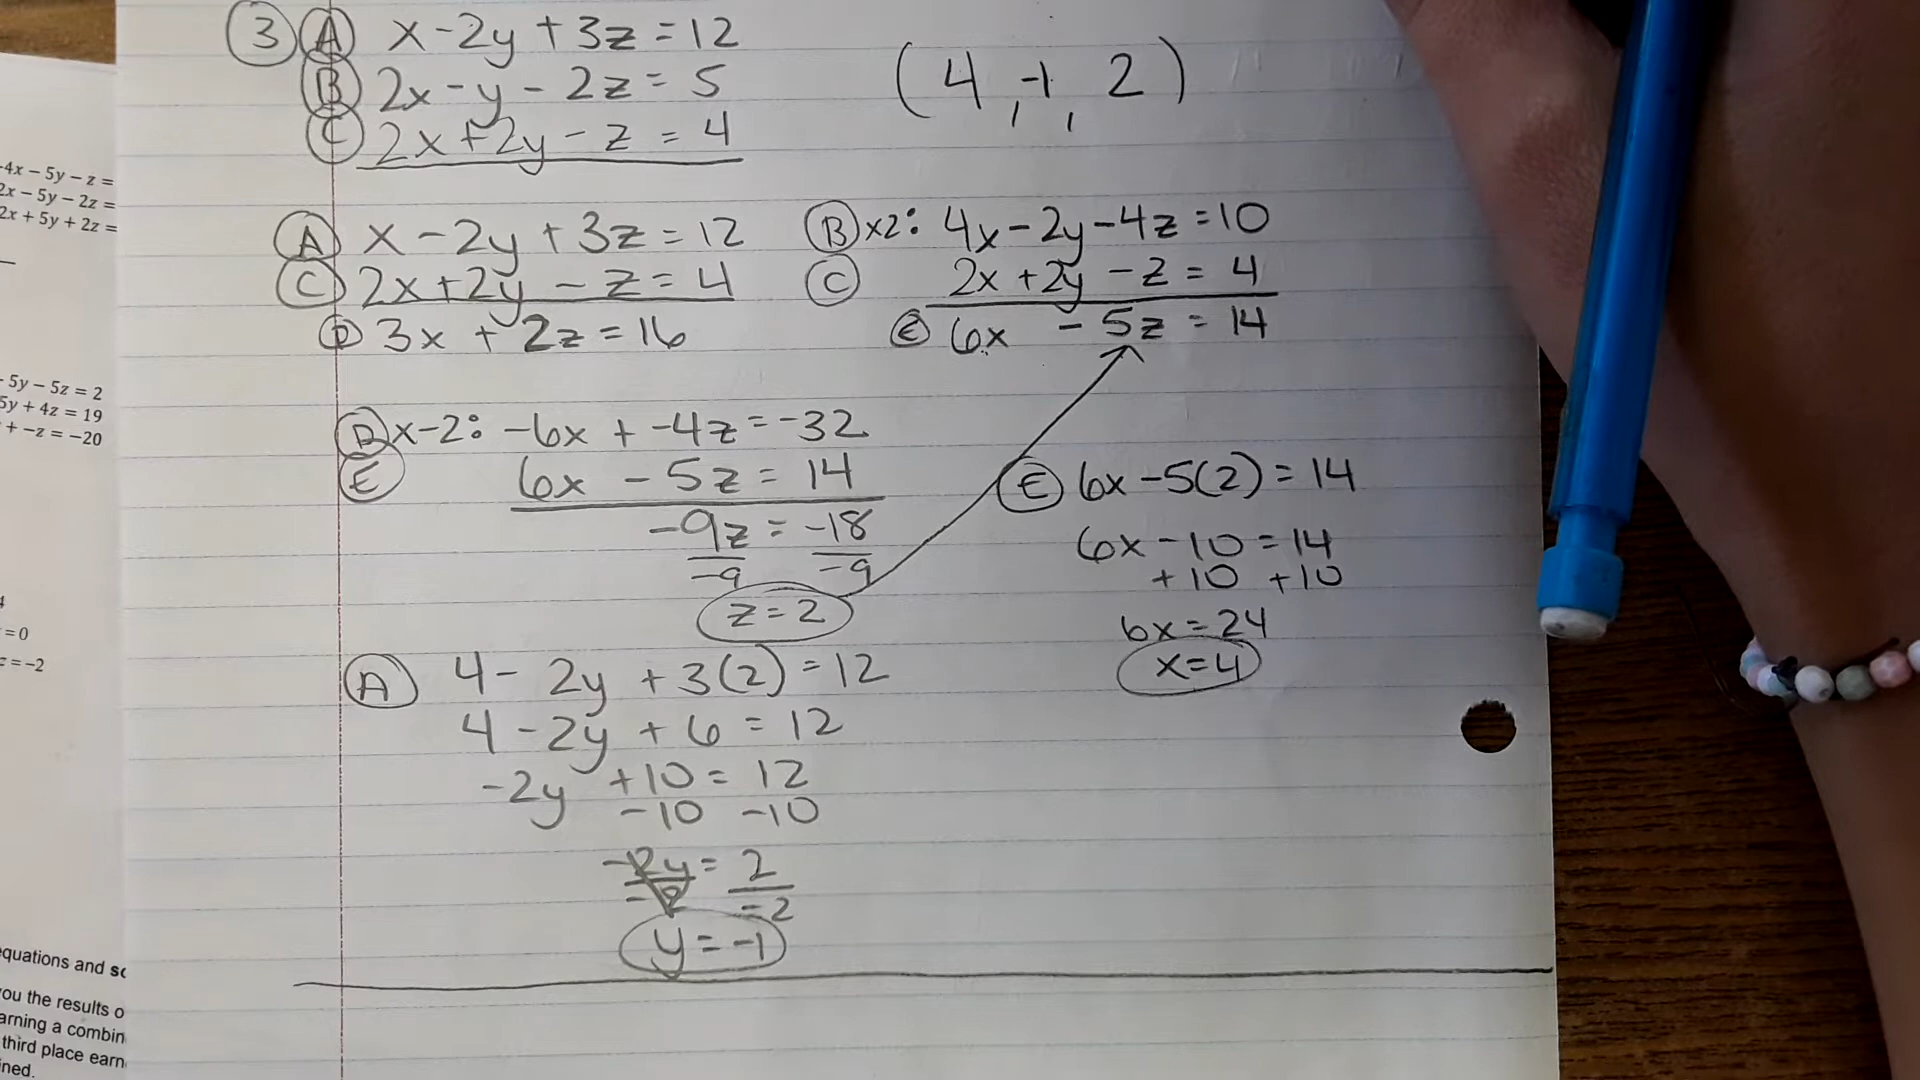 3 A x-2y+3z=12
B 2x-y-2z=5
C 2x+2y-z=4
(4,-1,2)
A x-2y+3z=12
C 2x+2y-z=4
D 3x+2z=16
B x2: 4x-2y-4z=10
C 2x+2y-z=4
E 6x -5z=14
D x-2: -6x+-4z=-32
E 6x-5z=14
-9z=-18
-9 -9
z=2
E 6x-5(2)=14
6x-10=14
+10 +10
6x=24
x=4
A 4-2y+3(2)=12
4-2y+6=12
-2y +10=12
-10 -10
-2y=2
-2 -2
y=-1
4x − 5y − z =
2x − 5y − 2z =
2x + 5y + 2z =
5y − 5z = 2
5y + 4z = 19
+ −z = −20
= 0
z = −2
equations and
you the results
third place